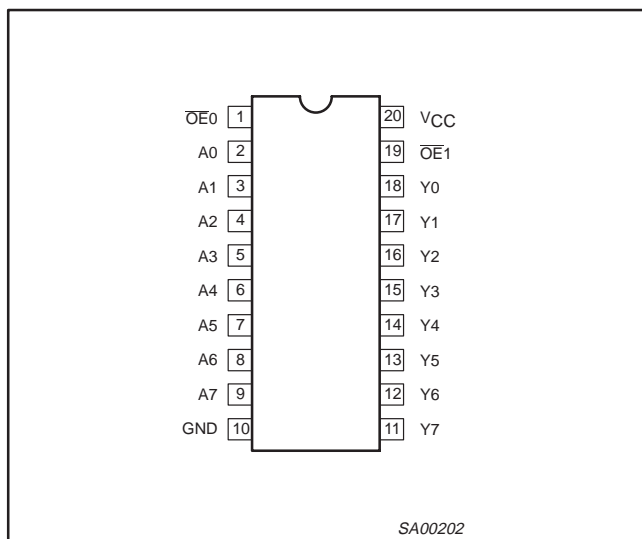 O̅E̅0 1 20 VCC
A0 2 19 O̅E̅1
A1 3 18 Y0
A2 4 17 Y1
A3 5 16 Y2
A4 6 15 Y3
A5 7 14 Y4
A6 8 13 Y5
A7 9 12 Y6
GND 10 11 Y7
SA00202